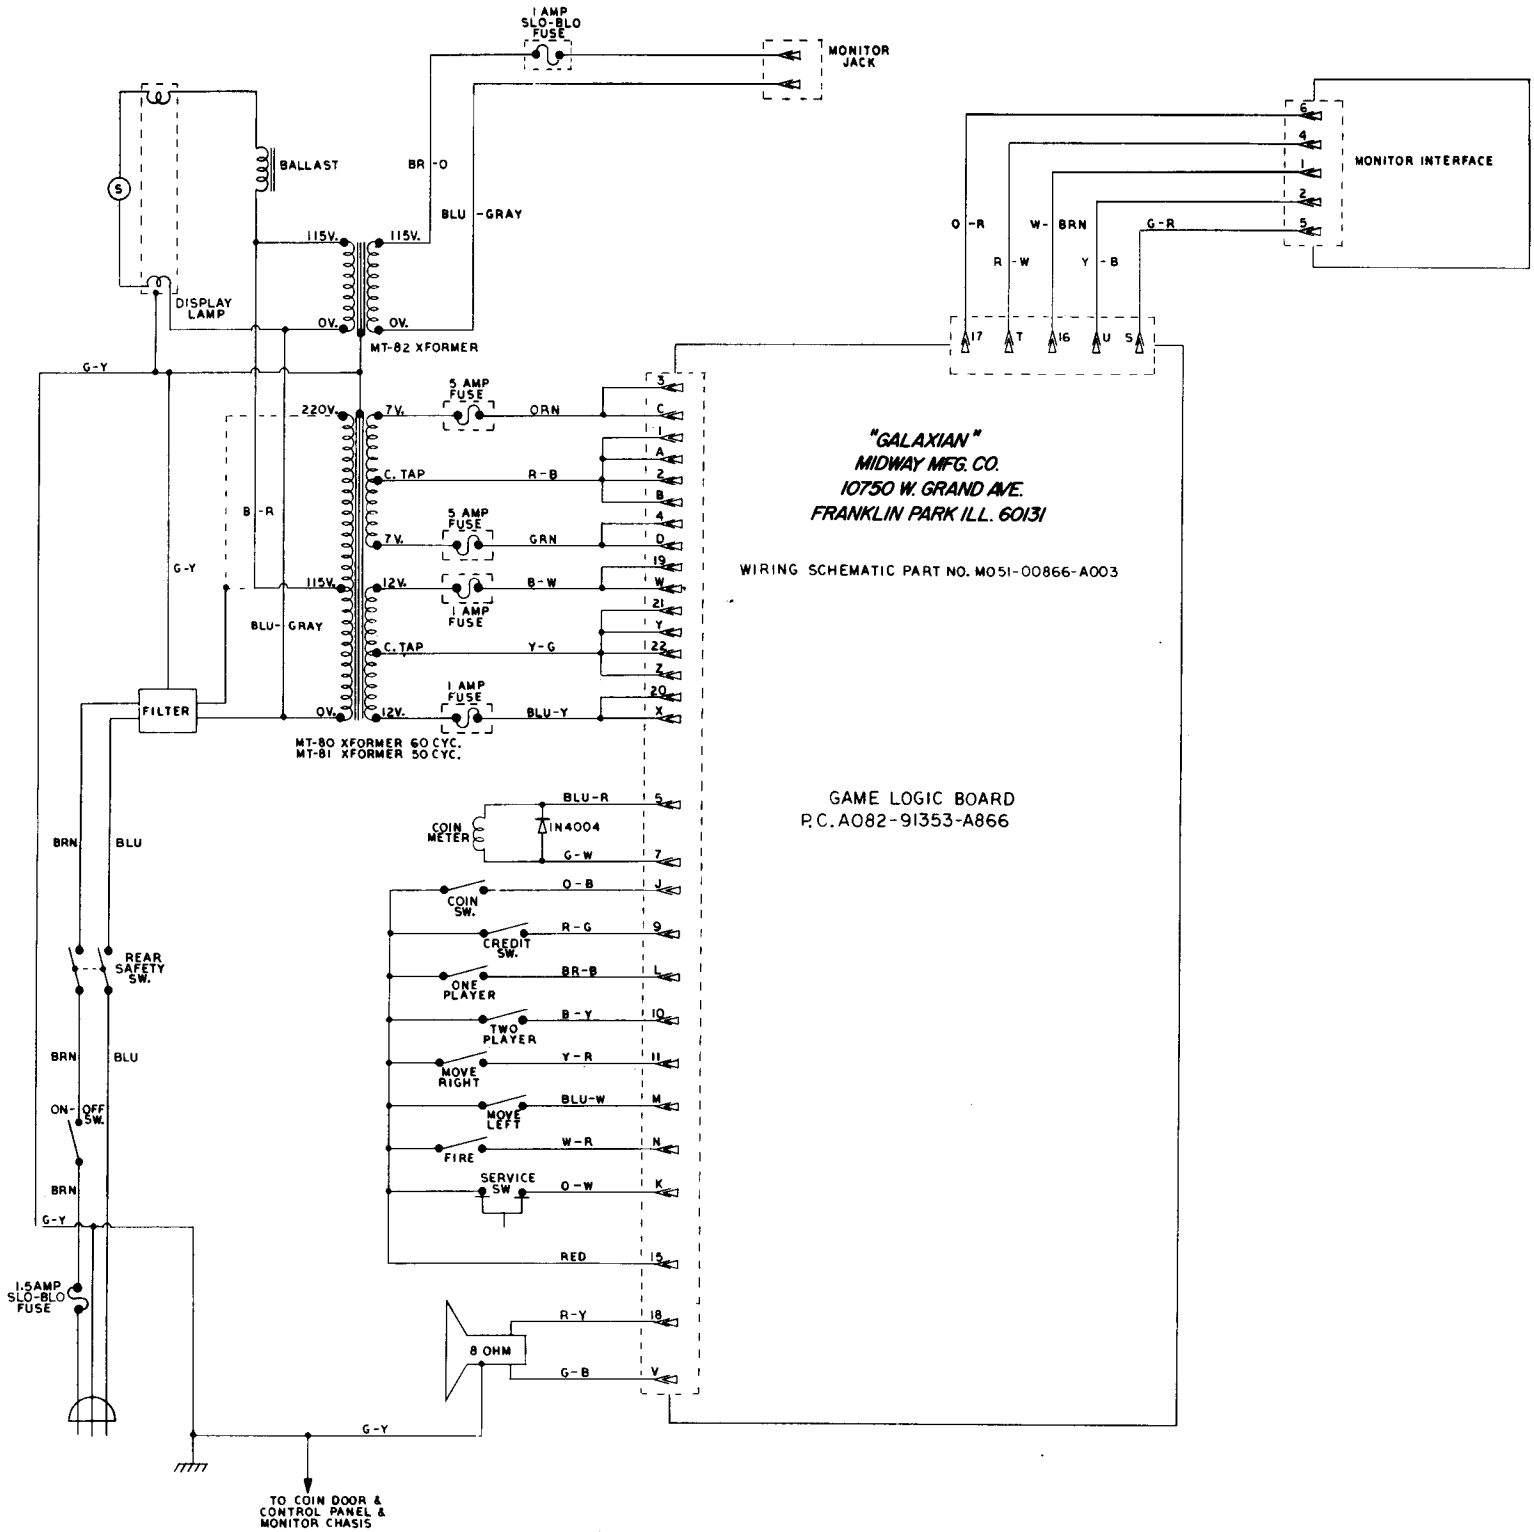 1 AMP
SLO-BLO
FUSE
MONITOR
JACK
BR-O
BLU-GRAY
BALLAST
S
DISPLAY
LAMP
115V.
115V.
0V.
0V.
MT-82 XFORMER
G-Y
6
4
1
2
5
MONITOR INTERFACE
O-R
R-W
W-BRN
Y-B
G-R
17
T
16
U
S
220V.
7V.
5 AMP
FUSE
ORN
3
C
1
A
C. TAP
R-B
2
B
B-R
5 AMP
FUSE
4
7V.
GRN
D
19
115V.
12V.
B-W
W
1 AMP
FUSE
21
BLU-GRAY
Y
C. TAP
Y-G
22
Z
1 AMP
FUSE
20
0V.
12V.
BLU-Y
X
G-Y
FILTER
MT-80 XFORMER 60 CYC.
MT-81 XFORMER 50 CYC.
"GALAXIAN"
MIDWAY MFG. CO.
10750 W. GRAND AVE.
FRANKLIN PARK ILL. 60131
WIRING SCHEMATIC PART NO. M051-00866-A003
GAME LOGIC BOARD
P.C. A082-91353-A866
BRN
BLU
REAR
SAFETY
SW.
BRN
BLU
ON-OFF
SW.
BRN
G-Y
1.5AMP
SLO-BLO
FUSE
COIN
METER
1N4004
BLU-R
5
G-W
7
COIN
SW.
O-B
J
CREDIT
SW.
R-G
9
ONE
PLAYER
BR-B
L
TWO
PLAYER
B-Y
10
MOVE
RIGHT
Y-R
11
MOVE
LEFT
BLU-W
M
FIRE
W-R
N
SERVICE
SW
O-W
K
RED
15
R-Y
18
8 OHM
G-B
V
G-Y
TO COIN DOOR &
CONTROL PANEL &
MONITOR CHASIS